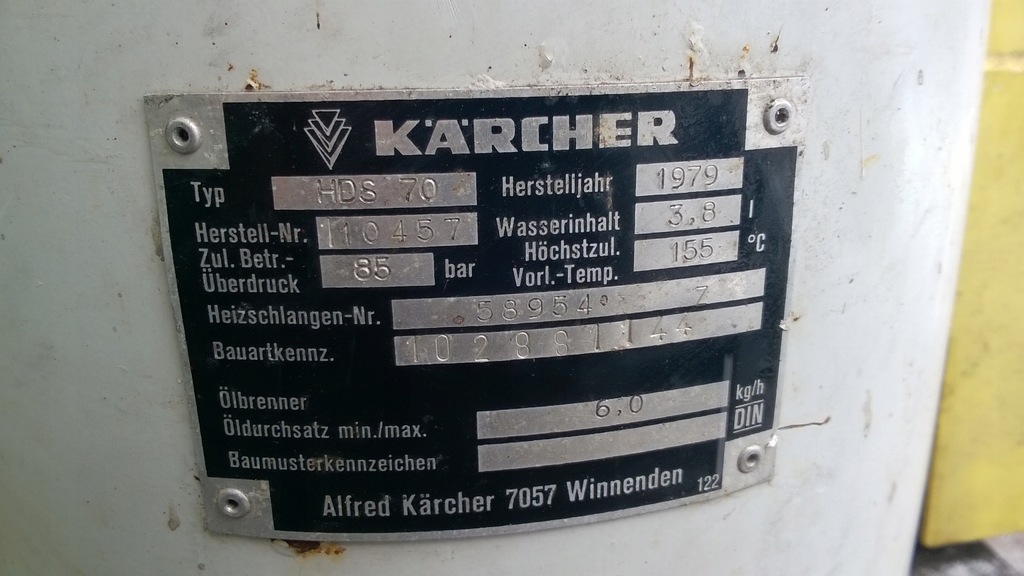 KÄRCHER
Typ HDS 70 Herstelljahr 1979
Herstell-Nr. 110457 Wasserinhalt 3,8 l
Zul. Betr.- Überdruck 85 bar Höchstzul. Vorl.-Temp. 155 °C
Heizschlangen-Nr. 58954 7
Bauartkennz. 102881144
Ölbrenner
Öldurchsatz min./max. 6,0 kg/h
DIN
Baumusterkennzeichen
Alfred Kärcher 7057 Winnenden 122